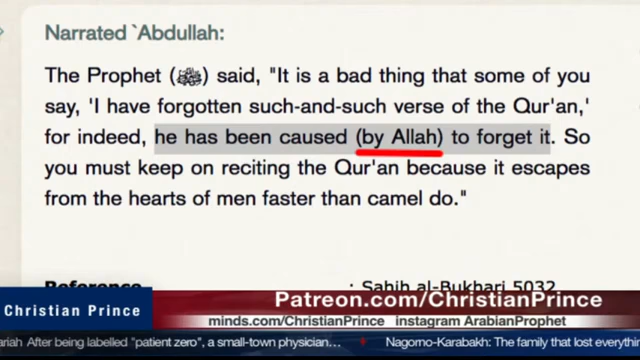 Narrated `Abdullah:
The Prophet (ﷺ) said, "It is a bad thing that some of you
say, 'I have forgotten such-and-such verse of the Qur'an,'
for indeed, he has been caused (by Allah) to forget it. So
you must keep on reciting the Qur'an because it escapes
from the hearts of men faster than camel do."
Reference : Sahih al-Bukhari 5032
Christian Prince
Patreon.com/ChristianPrince
minds.com/ChristianPrince instagram ArabianProphet
ariah After being labelled "patient zero", a small-town physician... Nagorno-Karabakh: The family that lost everythi